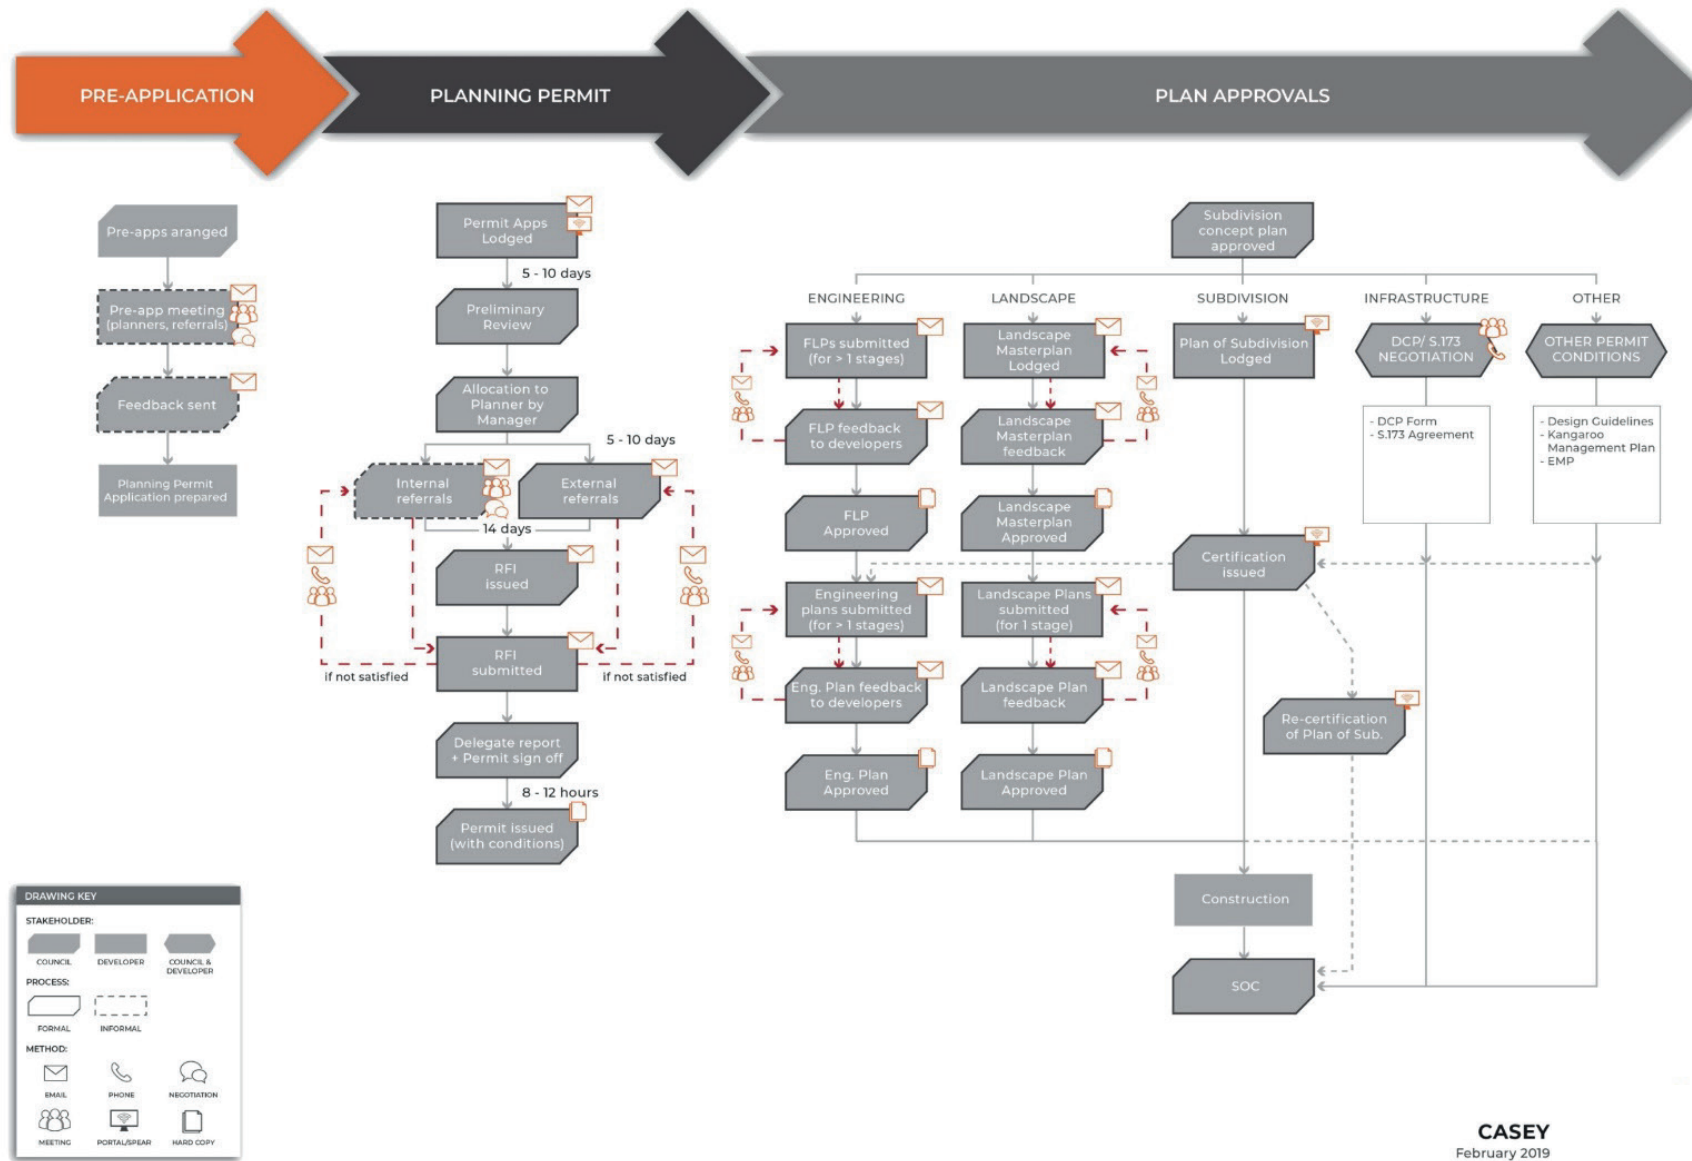 PRE-APPLICATION
PLANNING PERMIT
PLAN APPROVALS
Pre-apps aranged
Pre-app meeting
(planners, referrals)
Feedback sent
Planning Permit
Application prepared
Permit Apps
Lodged
5 - 10 days
Preliminary
Review
Allocation to
Planner by
Manager
5 - 10 days
Internal
referrals
External
referrals
14 days
RFI
issued
RFI
submitted
if not satisfied
if not satisfied
Delegate report
+ Permit sign off
8 - 12 hours
Permit issued
(with conditions)
Subdivision
concept plan
approved
ENGINEERING
LANDSCAPE
SUBDIVISION
INFRASTRUCTURE
OTHER
FLPs submitted
(for > 1 stages)
FLP feedback
to developers
FLP
Approved
Engineering
plans submitted
(for > 1 stages)
Eng. Plan feedback
to developers
Eng. Plan
Approved
Landscape
Masterplan
Lodged
Landscape
Masterplan
feedback
Landscape
Masterplan
Approved
Landscape Plans
submitted
(for 1 stage)
Landscape Plan
feedback
Landscape Plan
Approved
Plan of Subdivision
Lodged
Certification
issued
Re-certification
of Plan of Sub.
Construction
SOC
DCP/ S.173
NEGOTIATION
- DCP Form
- S.173 Agreement
OTHER PERMIT
CONDITIONS
- Design Guidelines
- Kangaroo
Management Plan
- EMP
DRAWING KEY
STAKEHOLDER:
COUNCIL
DEVELOPER
COUNCIL &
DEVELOPER
PROCESS:
FORMAL
INFORMAL
METHOD:
EMAIL
PHONE
NEGOTIATION
MEETING
PORTAL/SPEAR
HARD COPY
CASEY
February 2019